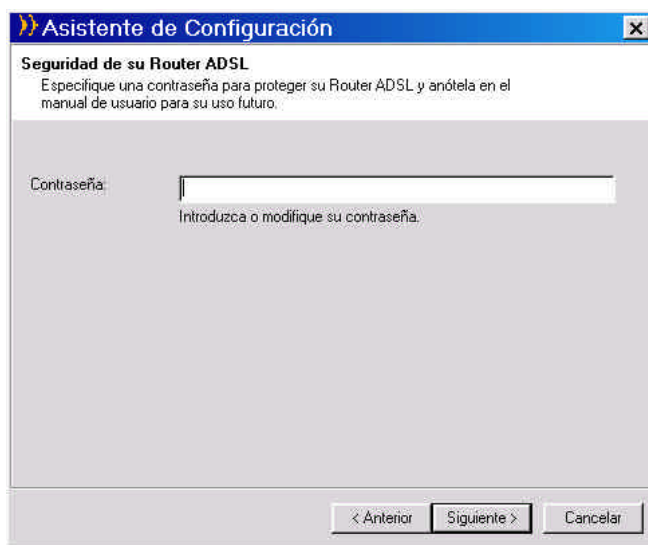 Asistente de Configuración
Seguridad de su Router ADSL
Especifique una contraseña para proteger su Router ADSL y anótela en el
manual de usuario para su uso futuro.
Contraseña:
Introduzca o modifique su contraseña.
< Anterior
Siguiente >
Cancelar